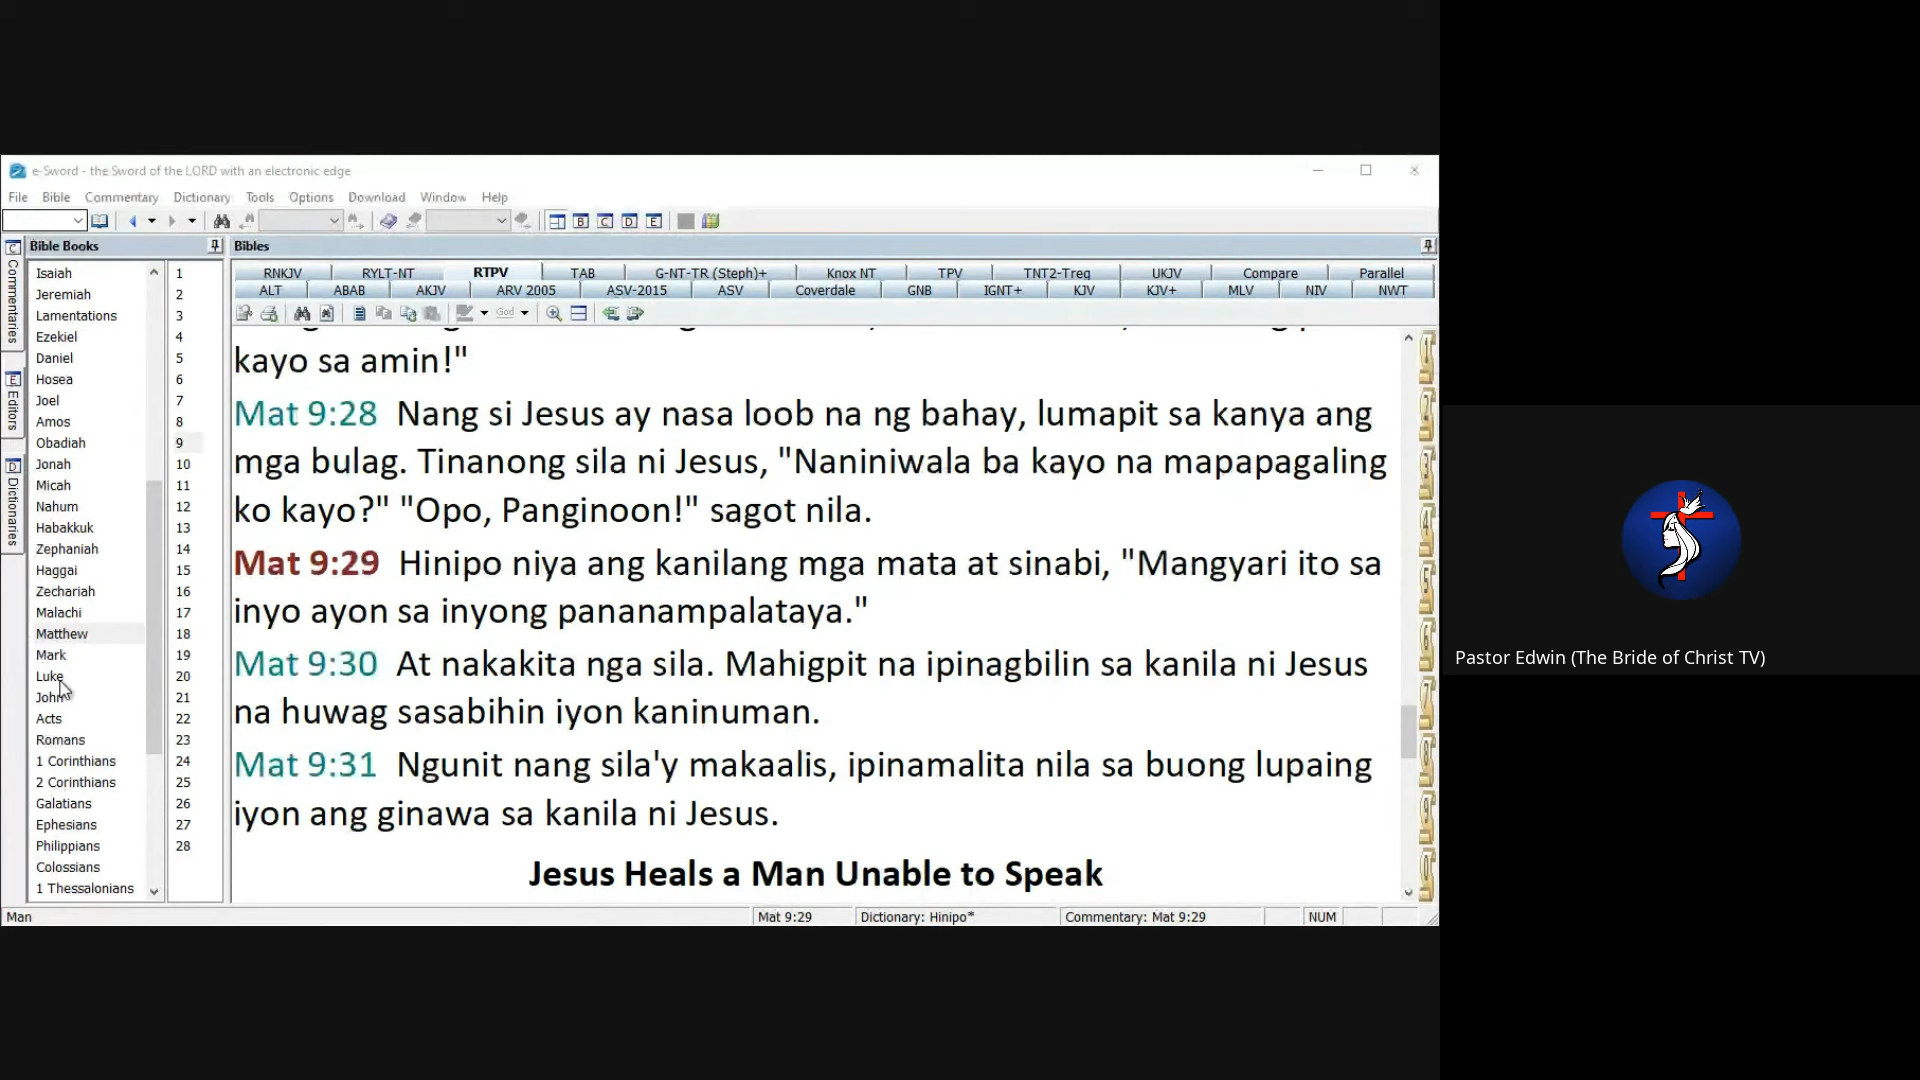 e-Sword - the Sword of the LORD with an electronic edge
File Bible Commentary Dictionary Tools Options Download Window Help
B C D E
Bible Books
Bibles
C Commentaries
E Editors
D Dictionaries
Isaiah
Jeremiah
Lamentations
Ezekiel
Daniel
Hosea
Joel
Amos
Obadiah
Jonah
Micah
Nahum
Habakkuk
Zephaniah
Haggai
Zechariah
Malachi
Matthew
Mark
Luke
John
Acts
Romans
1 Corinthians
2 Corinthians
Galatians
Ephesians
Philippians
Colossians
1 Thessalonians
1
2
3
4
5
6
7
8
9
10
11
12
13
14
15
16
17
18
19
20
21
22
23
24
25
26
27
28
RNKJV RYLT-NT RTPV TAB G-NT-TR (Steph)+ Knox NT TPV TNT2-Treg UKJV Compare Parallel
ALT ABAB AKJV ARV 2005 ASV-2015 ASV Coverdale GNB IGNT+ KJV KJV+ MLV NIV NWT
God
kayo sa amin!"
Mat 9:28 Nang si Jesus ay nasa loob na ng bahay, lumapit sa kanya ang
mga bulag. Tinanong sila ni Jesus, "Naniniwala ba kayo na mapapagaling
ko kayo?" "Opo, Panginoon!" sagot nila.
Mat 9:29 Hinipo niya ang kanilang mga mata at sinabi, "Mangyari ito sa
inyo ayon sa inyong pananampalataya."
Mat 9:30 At nakakita nga sila. Mahigpit na ipinagbilin sa kanila ni Jesus
na huwag sasabihin iyon kaninuman.
Mat 9:31 Ngunit nang sila'y makaalis, ipinamalita nila sa buong lupaing
iyon ang ginawa sa kanila ni Jesus.
Jesus Heals a Man Unable to Speak
Man
Mat 9:29
Dictionary: Hinipo*
Commentary: Mat 9:29
NUM
Pastor Edwin (The Bride of Christ TV)